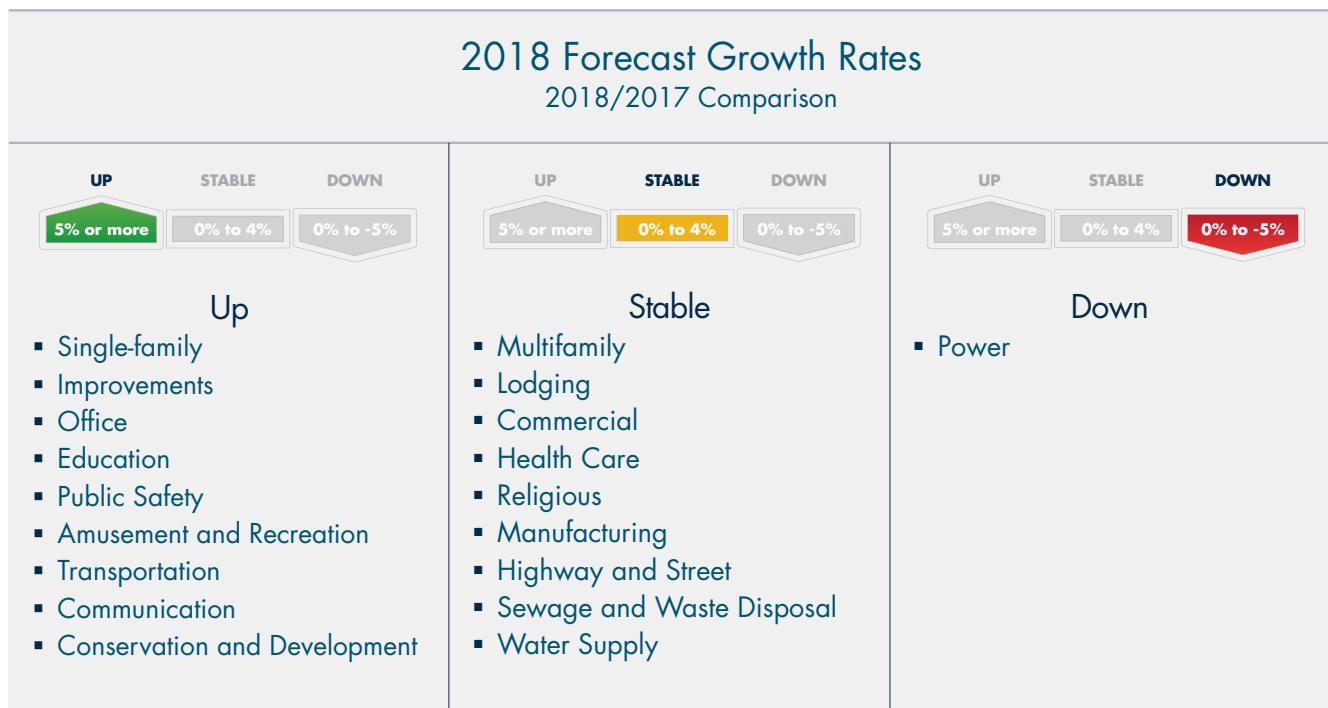 2018 Forecast Growth Rates
2018/2017 Comparison
UP STABLE DOWN
5% or more 0% to 4% 0% to -5%
Up
▪ Single-family
▪ Improvements
▪ Office
▪ Education
▪ Public Safety
▪ Amusement and Recreation
▪ Transportation
▪ Communication
▪ Conservation and Development
UP STABLE DOWN
5% or more 0% to 4% 0% to -5%
Stable
▪ Multifamily
▪ Lodging
▪ Commercial
▪ Health Care
▪ Religious
▪ Manufacturing
▪ Highway and Street
▪ Sewage and Waste Disposal
▪ Water Supply
UP STABLE DOWN
5% or more 0% to 4% 0% to -5%
Down
▪ Power